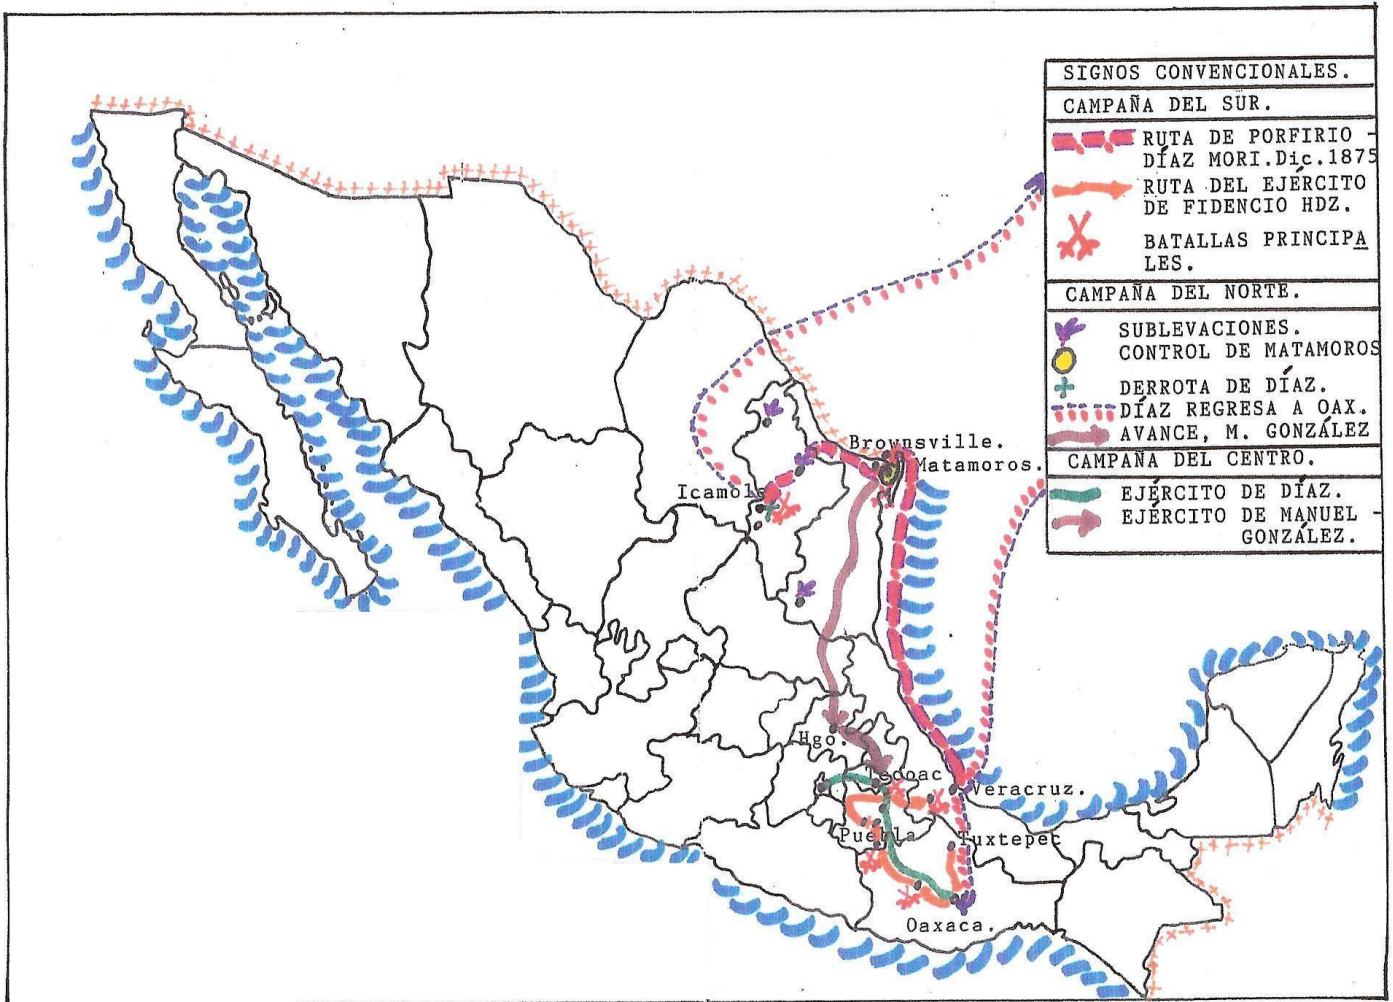 SIGNOS CONVENCIONALES.
CAMPAÑA DEL SUR.
RUTA DE PORFIRIO -
DÍAZ MORI.Dic.1875
RUTA DEL EJÉRCITO
DE FIDENCIO HDZ.
BATALLAS PRINCIPA
LES.
CAMPAÑA DEL NORTE.
SUBLEVACIONES.
CONTROL DE MATAMOROS
DERROTA DE DÍAZ.
DÍAZ REGRESA A OAX.
AVANCE, M. GONZÁLEZ
CAMPAÑA DEL CENTRO.
EJÉRCITO DE DÍAZ.
EJÉRCITO DE MANUEL -
GONZÁLEZ.
Brownsville.
Matamoros.
Icamole
Hgo.
Tecoac
Veracruz.
Puebla
Tuxtepec
Oaxaca.